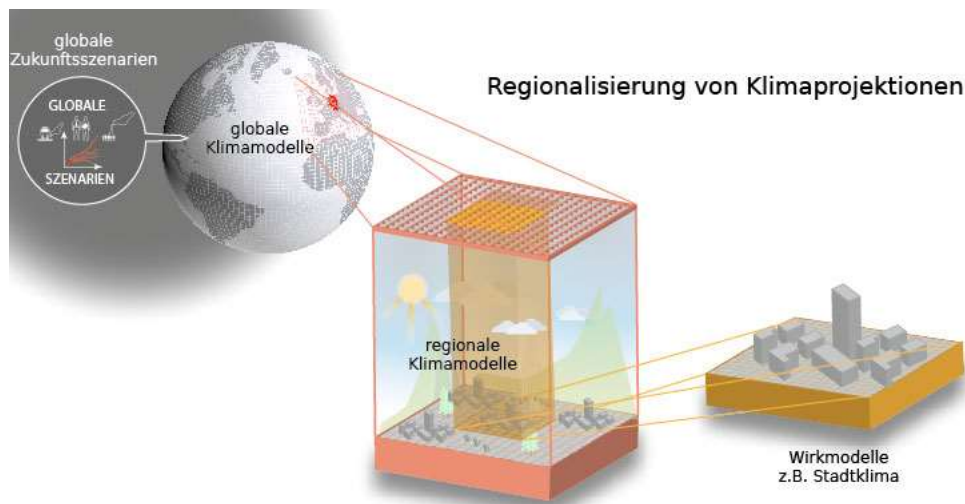 globale
Zukunftsszenarien
GLOBALE
SZENARIEN
globale
Klimamodelle
Regionalisierung von Klimaprojektionen
regionale
Klimamodelle
Wirkmodelle
z.B. Stadtklima